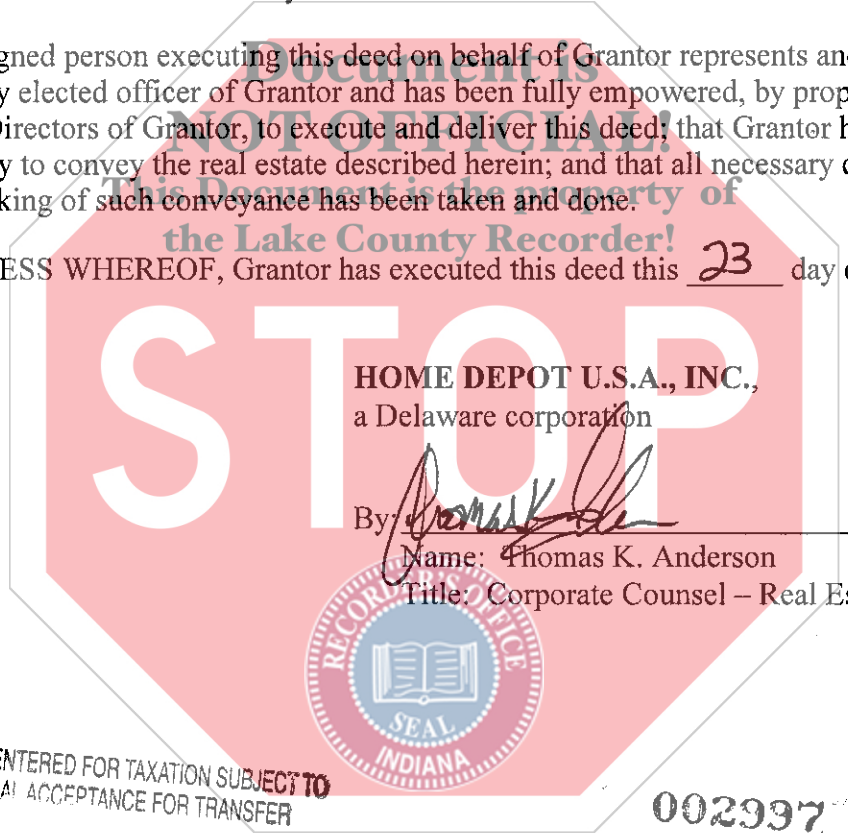 gned person executing this deed on behalf of Grantor represents an
Document is
y elected officer of Grantor and has been fully empowered, by prop
NOT OFFICIAL!
Directors of Grantor, to execute and deliver this deed; that Grantor h
y to convey the real estate described herein; and that all necessary c
This Document is the property of
king of such conveyance has been taken and done.
the Lake County Recorder!
ESS WHEREOF, Grantor has executed this deed this 23 day o
STOP
HOME DEPOT U.S.A., INC.,
a Delaware corporation
By:
Name: Thomas K. Anderson
Title: Corporate Counsel – Real Es
RECORDER'S OFFICE
SEAL
INDIANA
ENTERED FOR TAXATION SUBJECT TO
AL ACCEPTANCE FOR TRANSFER
002997